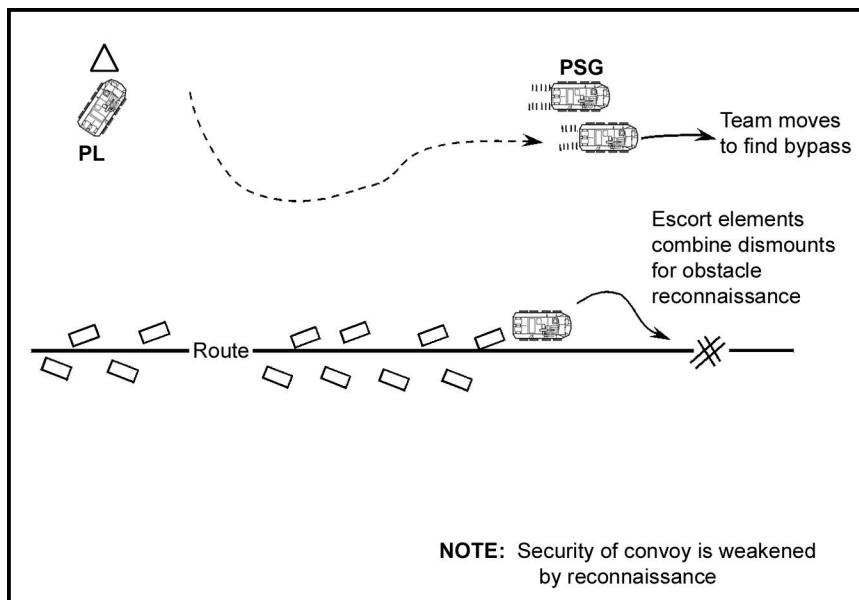 PSG
PL
Team moves
to find bypass
Escort elements
combine dismounts
for obstacle
reconnaissance
Route
NOTE: Security of convoy is weakened
by reconnaissance